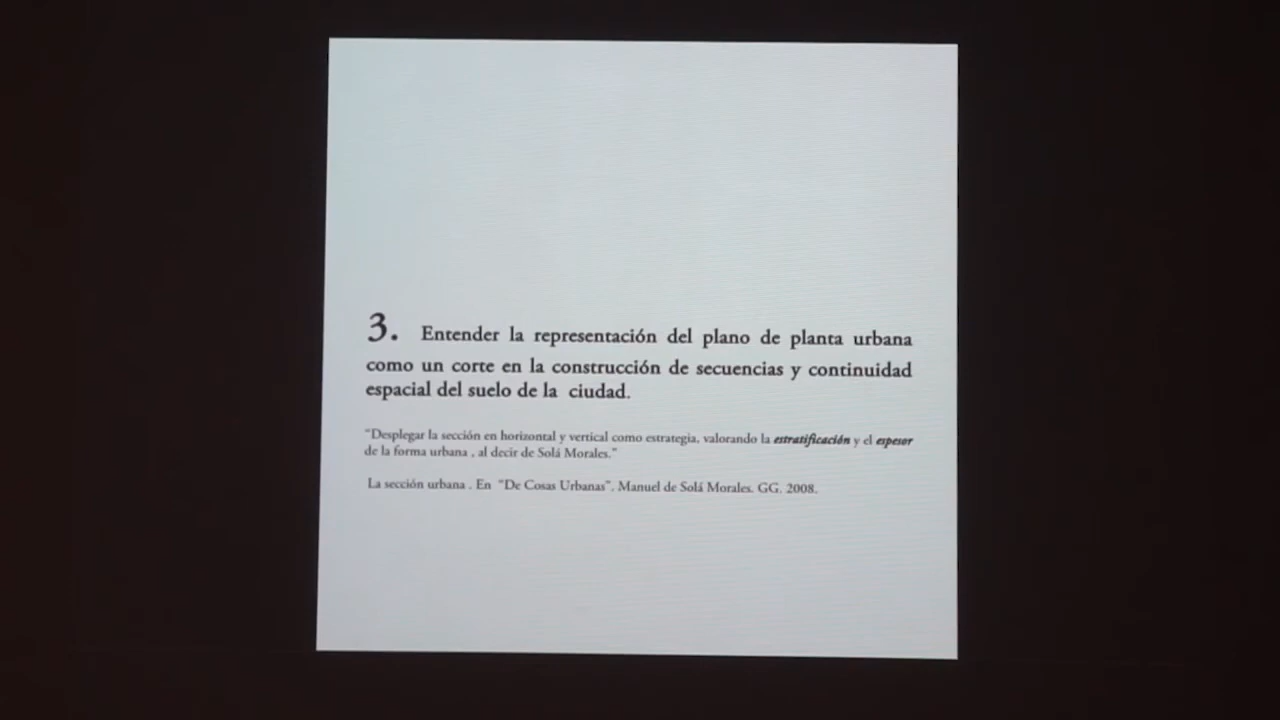 3. Entender la representación del plano de planta urbana
como un corte en la construcción de secuencias y continuidad
espacial del suelo de la ciudad.
"Desplegar la sección en horizontal y vertical como estrategia, valorando la estratificación y el espesor
de la forma urbana , al decir de Solá Morales."
La sección urbana . En "De Cosas Urbanas". Manuel de Solá Morales. GG. 2008.